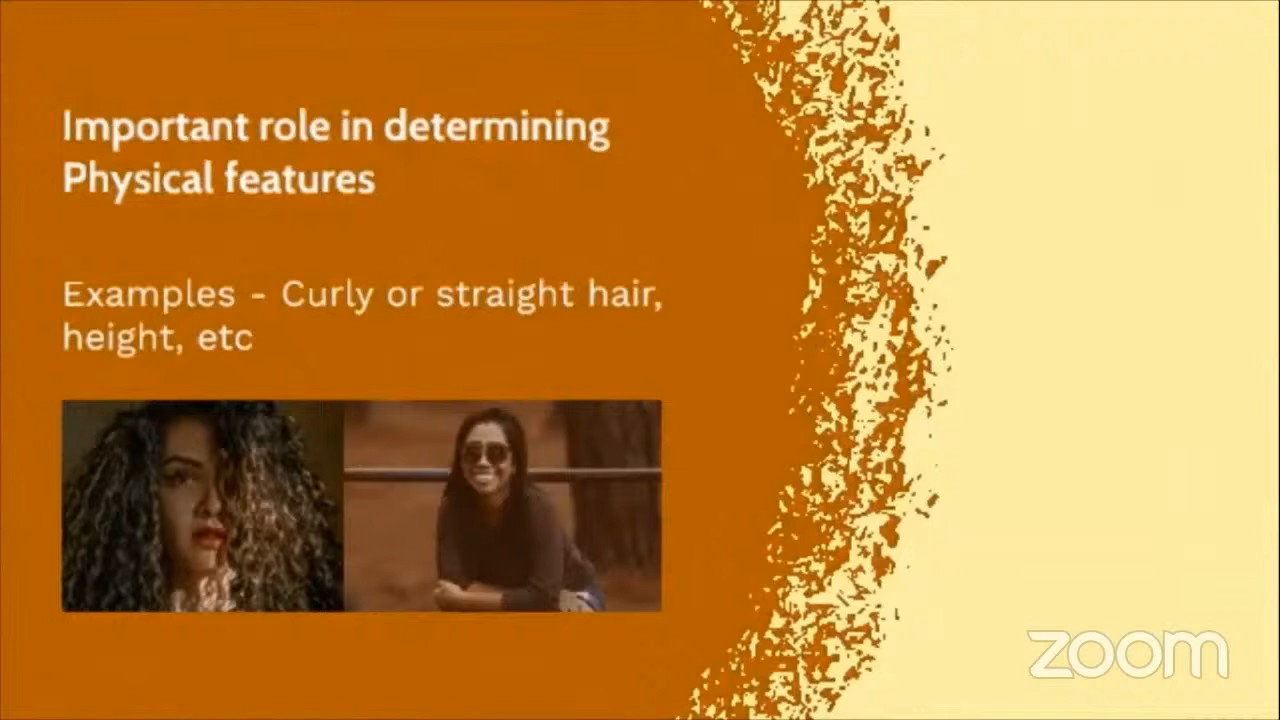 Important role in determining
Physical features
Examples - Curly or straight hair,
height, etc
zoom